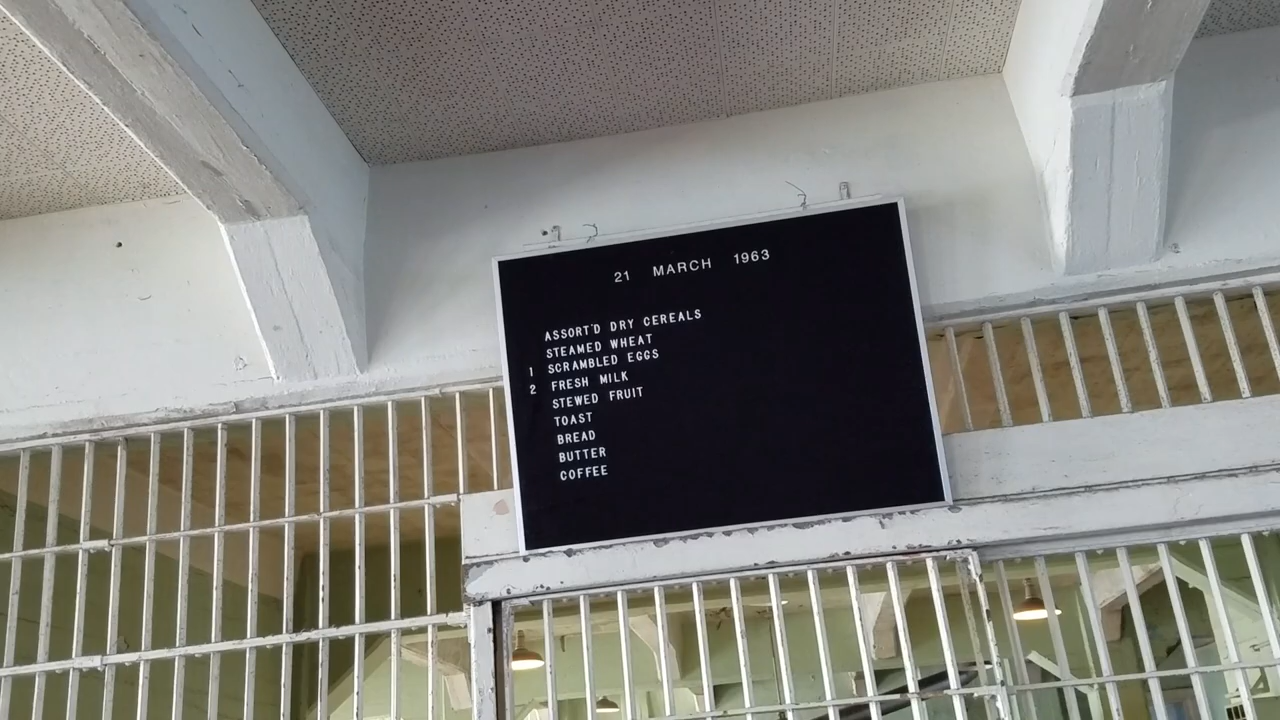 21 MARCH 1963
ASSORT'D DRY CEREALS
STEAMED WHEAT
1 SCRAMBLED EGGS
2 FRESH MILK
STEWED FRUIT
TOAST
BREAD
BUTTER
COFFEE